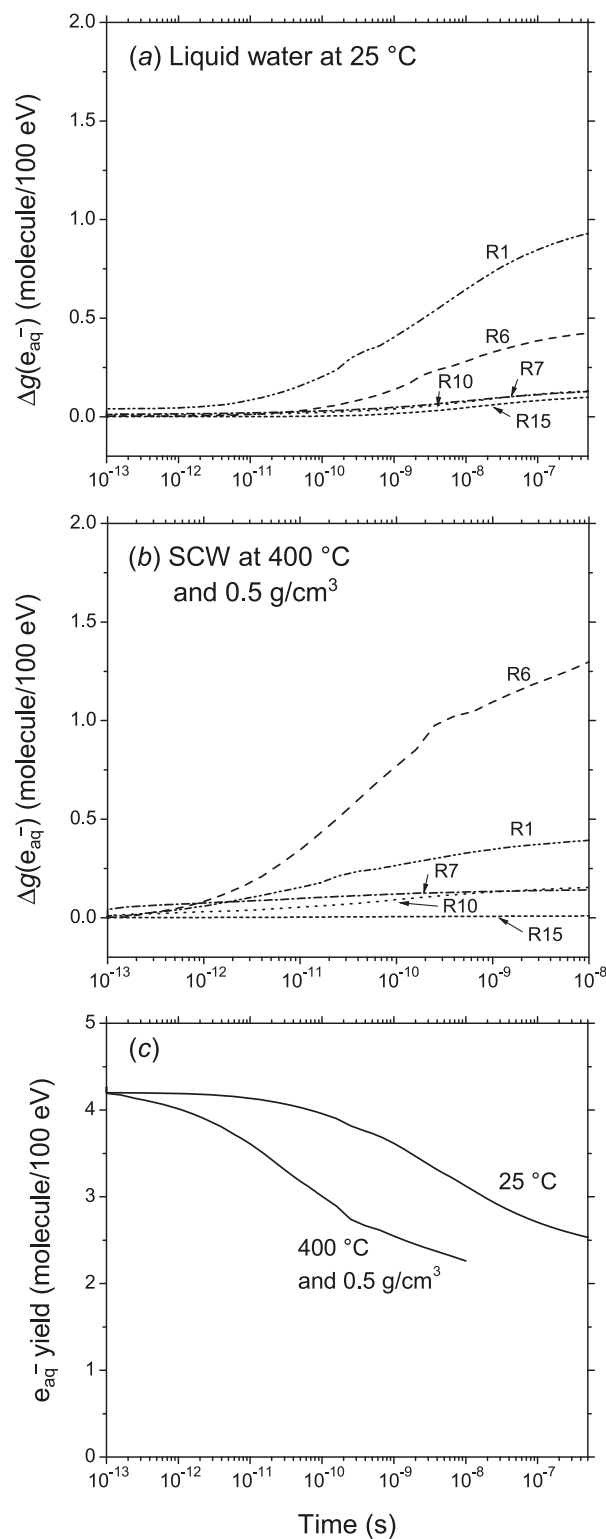 (a) Liquid water at 25 °C
Δg(e_aq^−) (molecule/100 eV)
2.0
1.5
1.0
0.5
0.0
R1
R6
R10
R7
R15
10^-13
10^-12
10^-11
10^-10
10^-9
10^-8
10^-7
(b) SCW at 400 °C
and 0.5 g/cm³
Δg(e_aq^−) (molecule/100 eV)
2.0
1.5
1.0
0.5
0.0
R6
R1
R7
R10
R15
10^-13
10^-12
10^-11
10^-10
10^-9
10^-8
(c)
e_aq^− yield (molecule/100 eV)
5
4
3
2
1
0
25 °C
400 °C
and 0.5 g/cm³
10^-13
10^-12
10^-11
10^-10
10^-9
10^-8
10^-7
Time (s)